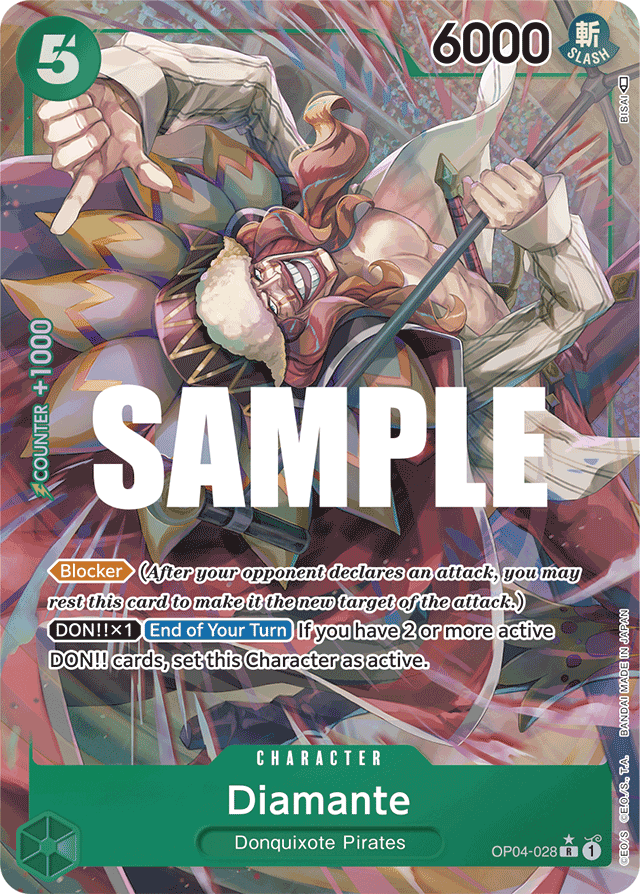 5
6000
斬
SLASH
BISAI
COUNTER +1000
SAMPLE
Blocker (After your opponent declares an attack, you may
rest this card to make it the new target of the attack.)
DON!!×1 End of Your Turn If you have 2 or more active
DON!! cards, set this Character as active.
CHARACTER
Diamante
Donquixote Pirates
OP04-028 ★ R 1
©E.O./S ©E.O./S., T.A. BANDAI MADE IN JAPAN